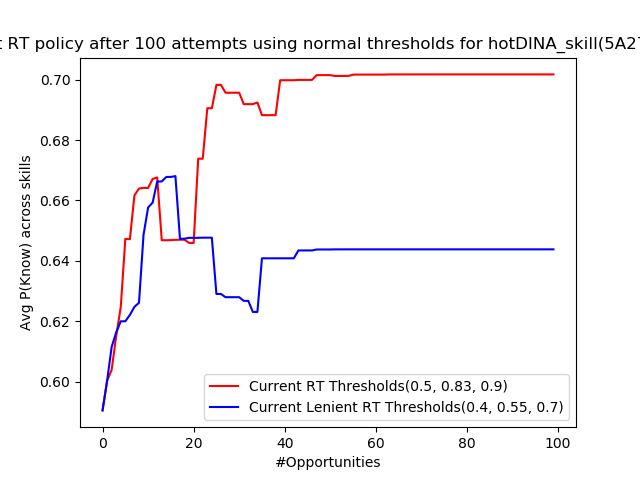 t RT policy after 100 attempts using normal thresholds for hotDINA_skill(5A27
0.70
0.68
0.66
0.64
0.62
0.60
Avg P(Know) across skills
Current RT Thresholds(0.5, 0.83, 0.9)
Current Lenient RT Thresholds(0.4, 0.55, 0.7)
0 20 40 60 80 100
#Opportunities